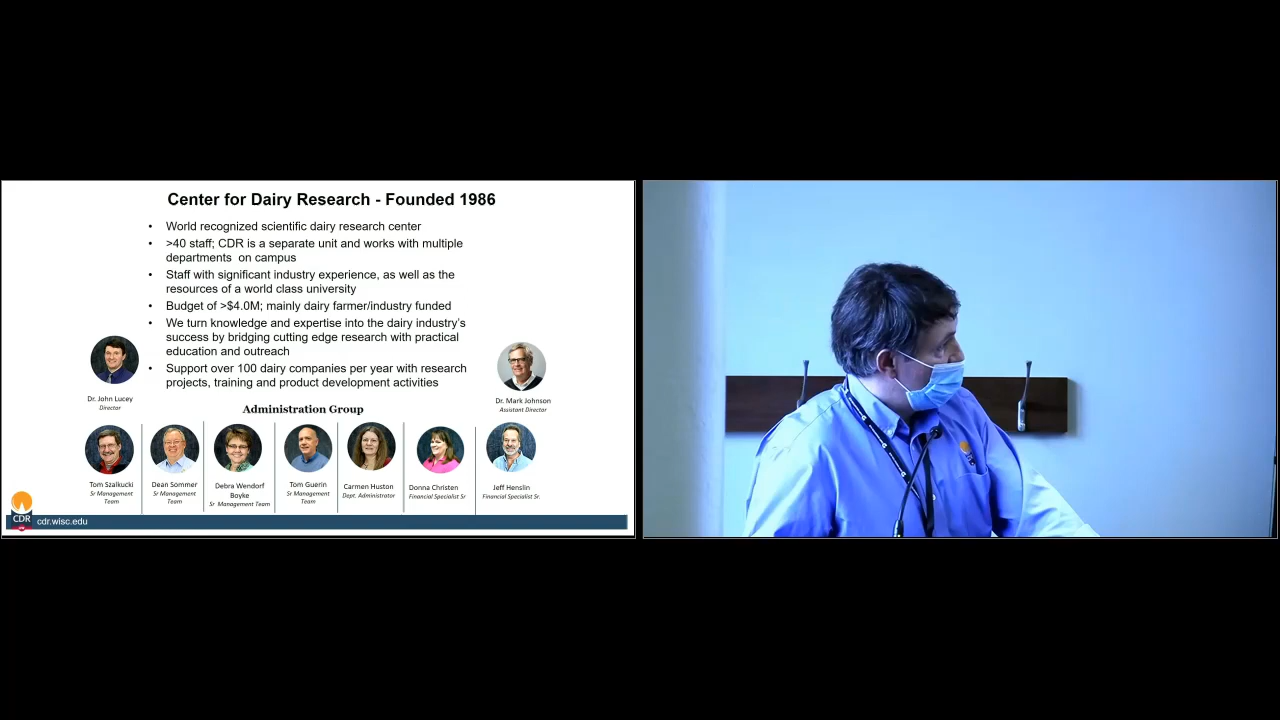 Center for Dairy Research - Founded 1986
• World recognized scientific dairy research center
• >40 staff; CDR is a separate unit and works with multiple
departments on campus
• Staff with significant industry experience, as well as the
resources of a world class university
• Budget of >$4.0M; mainly dairy farmer/industry funded
• We turn knowledge and expertise into the dairy industry's
success by bridging cutting edge research with practical
education and outreach
• Support over 100 dairy companies per year with research
projects, training and product development activities
Dr. John Lucey
Director
Dr. Mark Johnson
Assistant Director
Administration Group
Tom Szalkucki
Sr Management
Team
Dean Sommer
Sr Management
Team
Debra Wendorf
Boyke
Sr Management Team
Tom Guerin
Sr Management
Team
Carmen Huston
Dept. Administrator
Donna Christen
Financial Specialist Sr
Jeff Henslin
Financial Specialist Sr.
CDR
cdr.wisc.edu